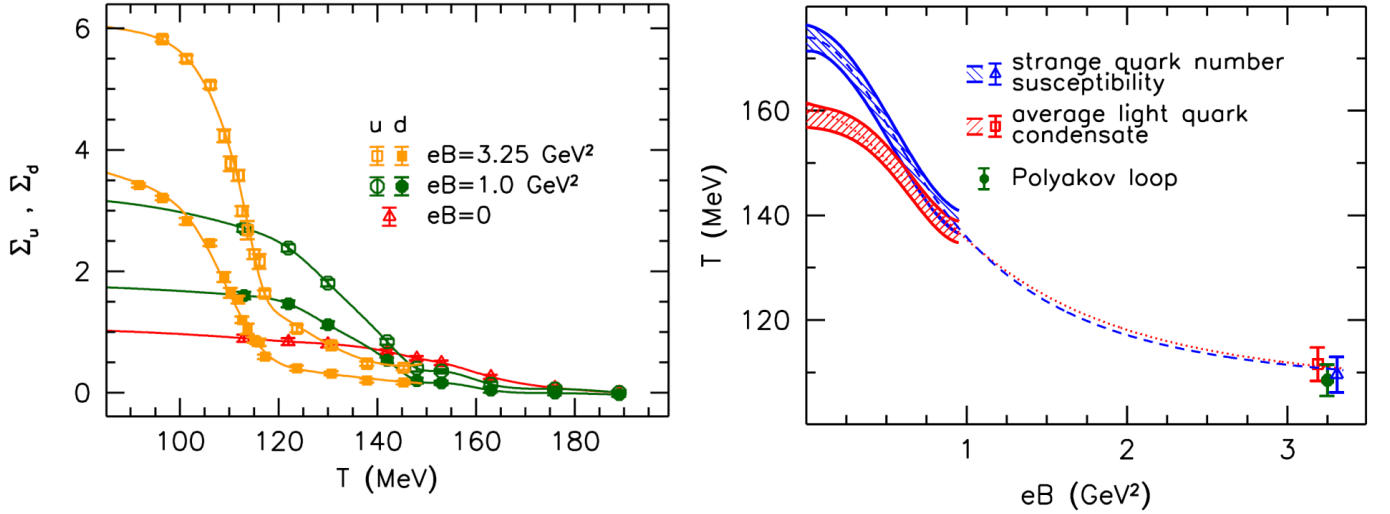 6
4
2
0
Σu , Σd
u d
eB=3.25 GeV²
eB=1.0 GeV²
eB=0
100 120 140 160 180
T (MeV)
160
140
120
T (MeV)
strange quark number
susceptibility
average light quark
condensate
Polyakov loop
1 2 3
eB (GeV²)